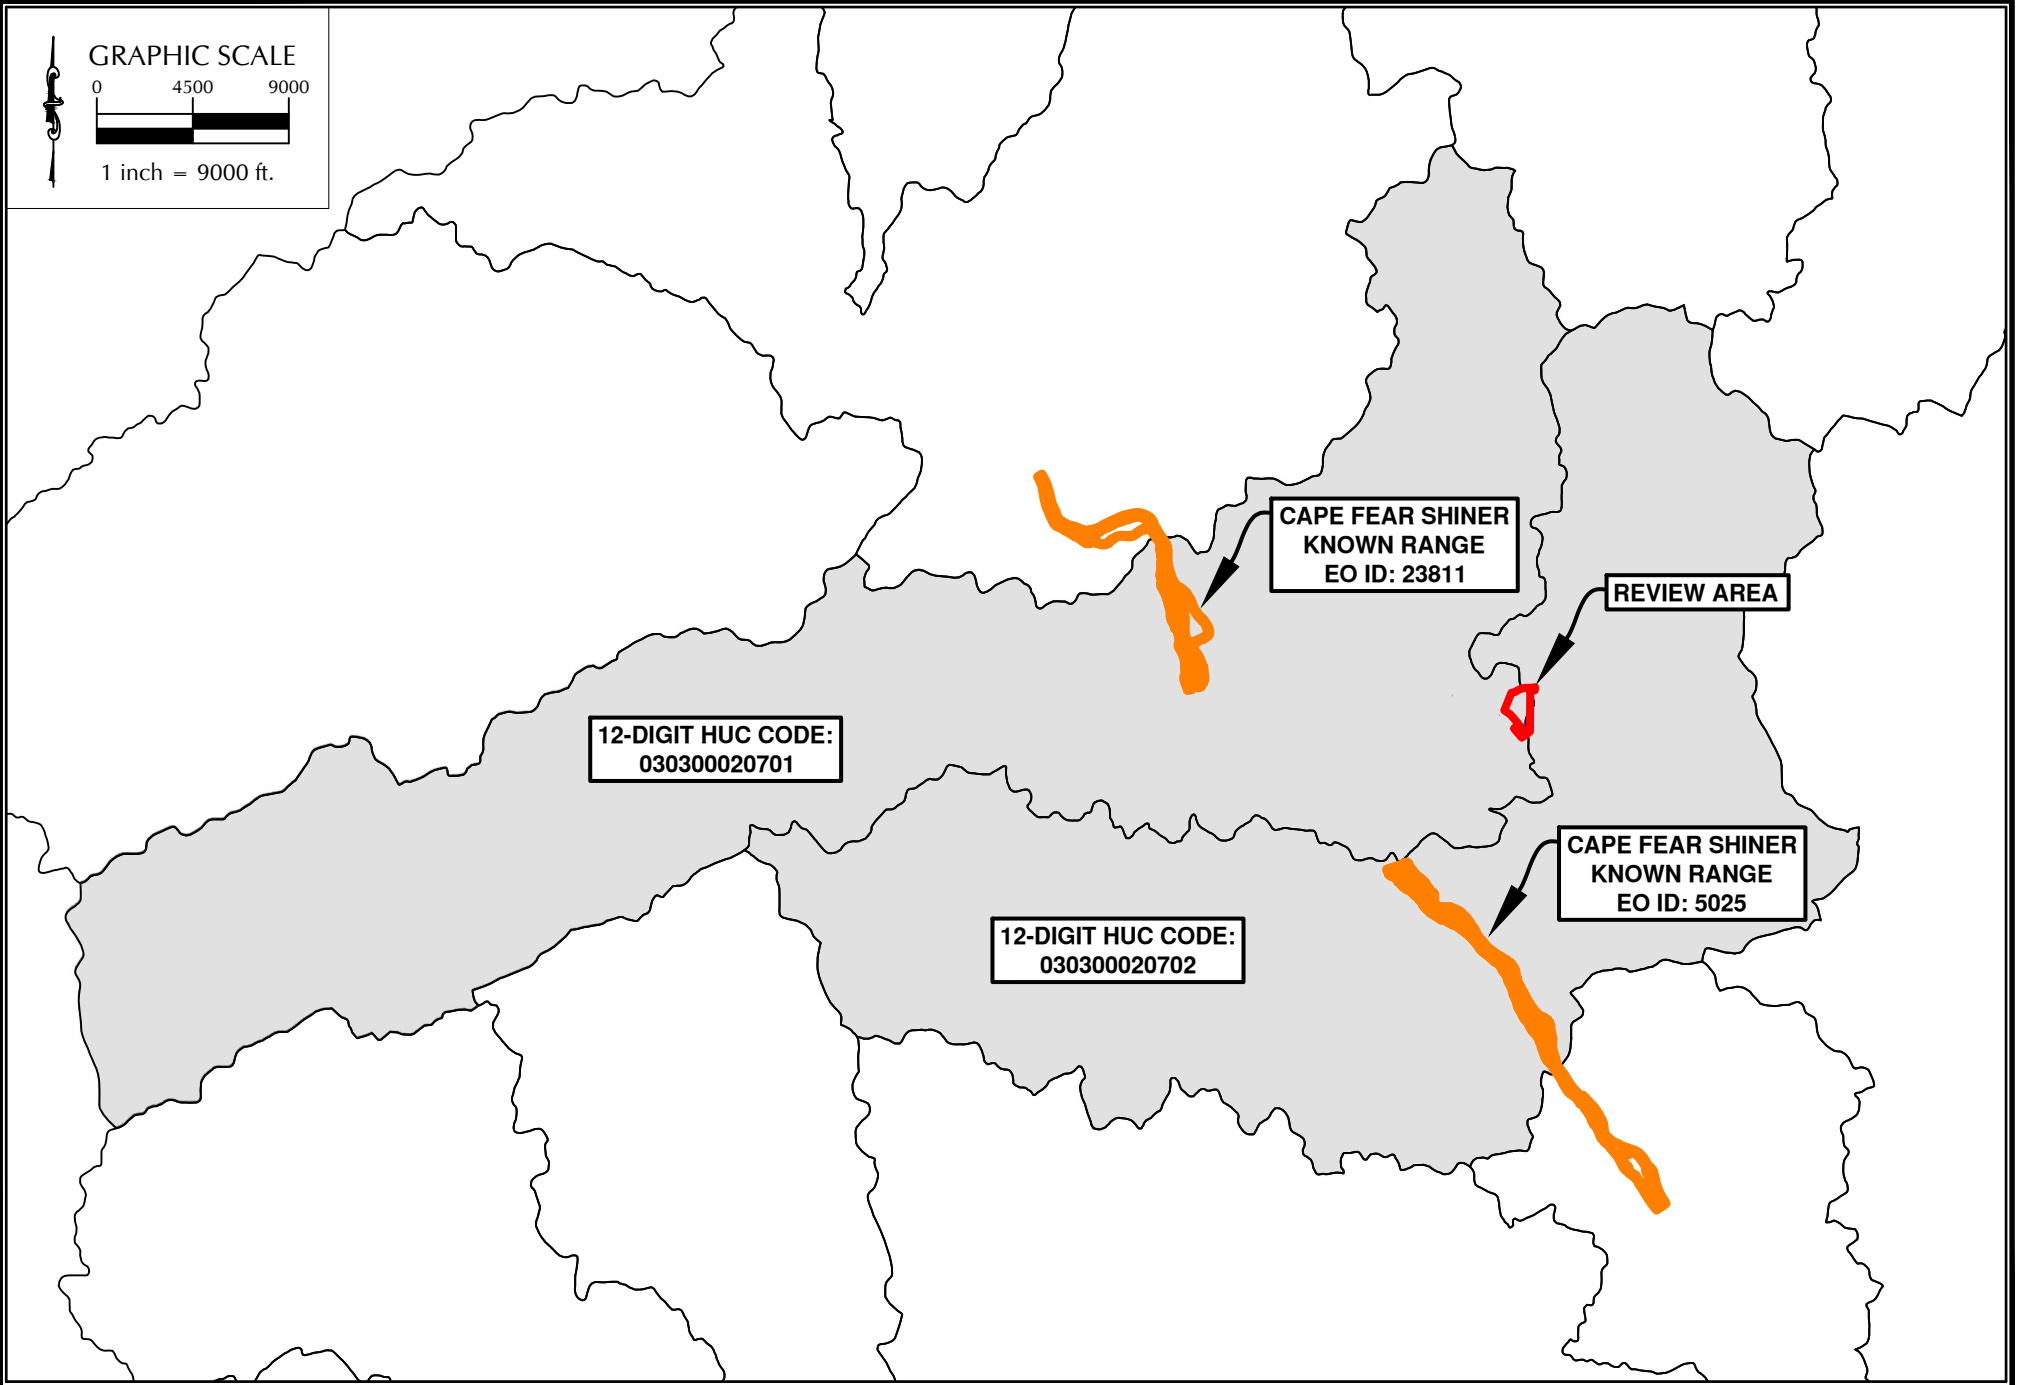 GRAPHIC SCALE
0 4500 9000
1 inch = 9000 ft.
CAPE FEAR SHINER
KNOWN RANGE
EO ID: 23811
REVIEW AREA
12-DIGIT HUC CODE:
030300020701
CAPE FEAR SHINER
KNOWN RANGE
EO ID: 5025
12-DIGIT HUC CODE:
030300020702